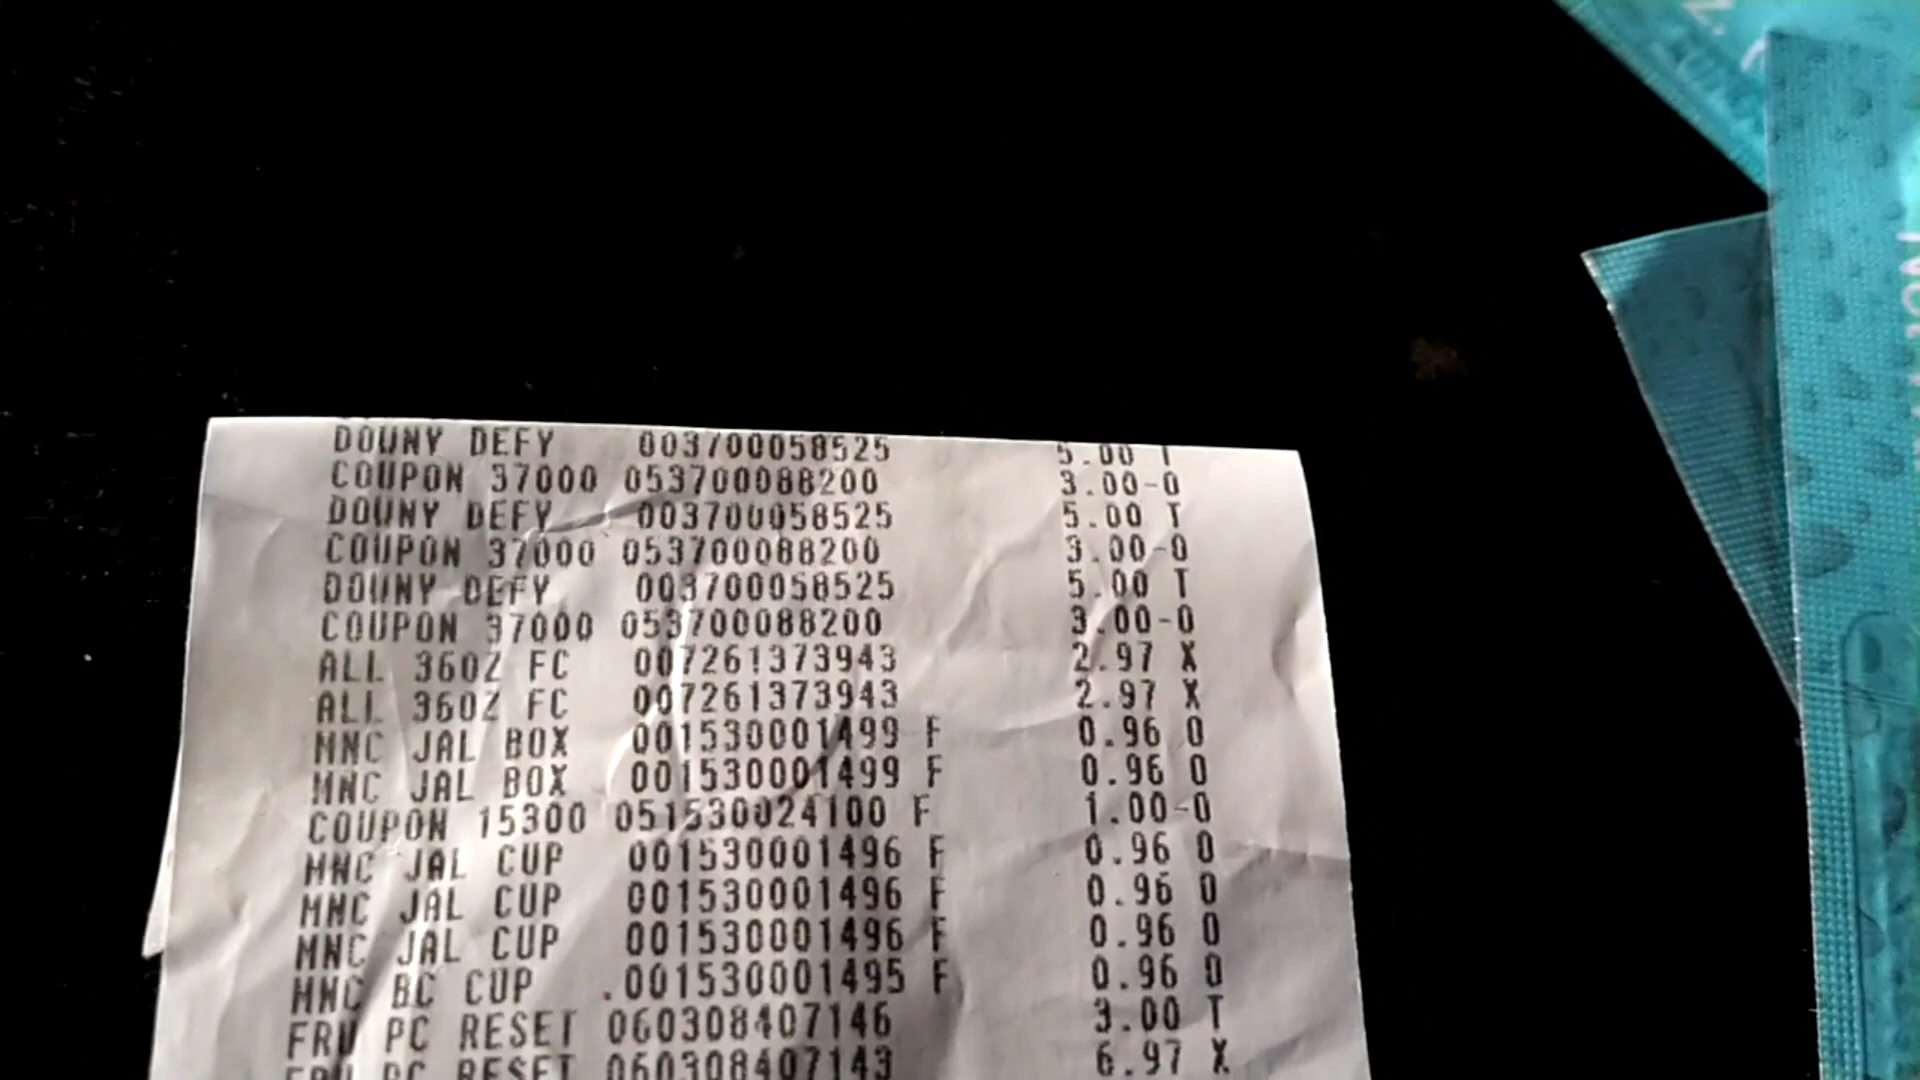 DOWNY DEFY 003700058525 5.00 T
COUPON 37000 053700088200 3.00-0
DOWNY DEFY 003700058525 5.00 T
COUPON 37000 053700088200 3.00-0
DOWNY DEFY 003700058525 5.00 T
COUPON 37000 053700088200 3.00-0
ALL 36OZ FC 007261373943 2.97 X
ALL 36OZ FC 007261373943 2.97 X
MNC JAL BOX 001530001499 F 0.96 0
MNC JAL BOX 001530001499 F 0.96 0
COUPON 15300 051530024100 F 1.00-0
MNC JAL CUP 001530001496 F 0.96 0
MNC JAL CUP 001530001496 F 0.96 0
MNC JAL CUP 001530001496 F 0.96 0
MNC BC CUP 001530001495 F 0.96 0
FRU PC RESET 060308407146 3.00 T
FRU PC RESET 060308407143 6.97 X